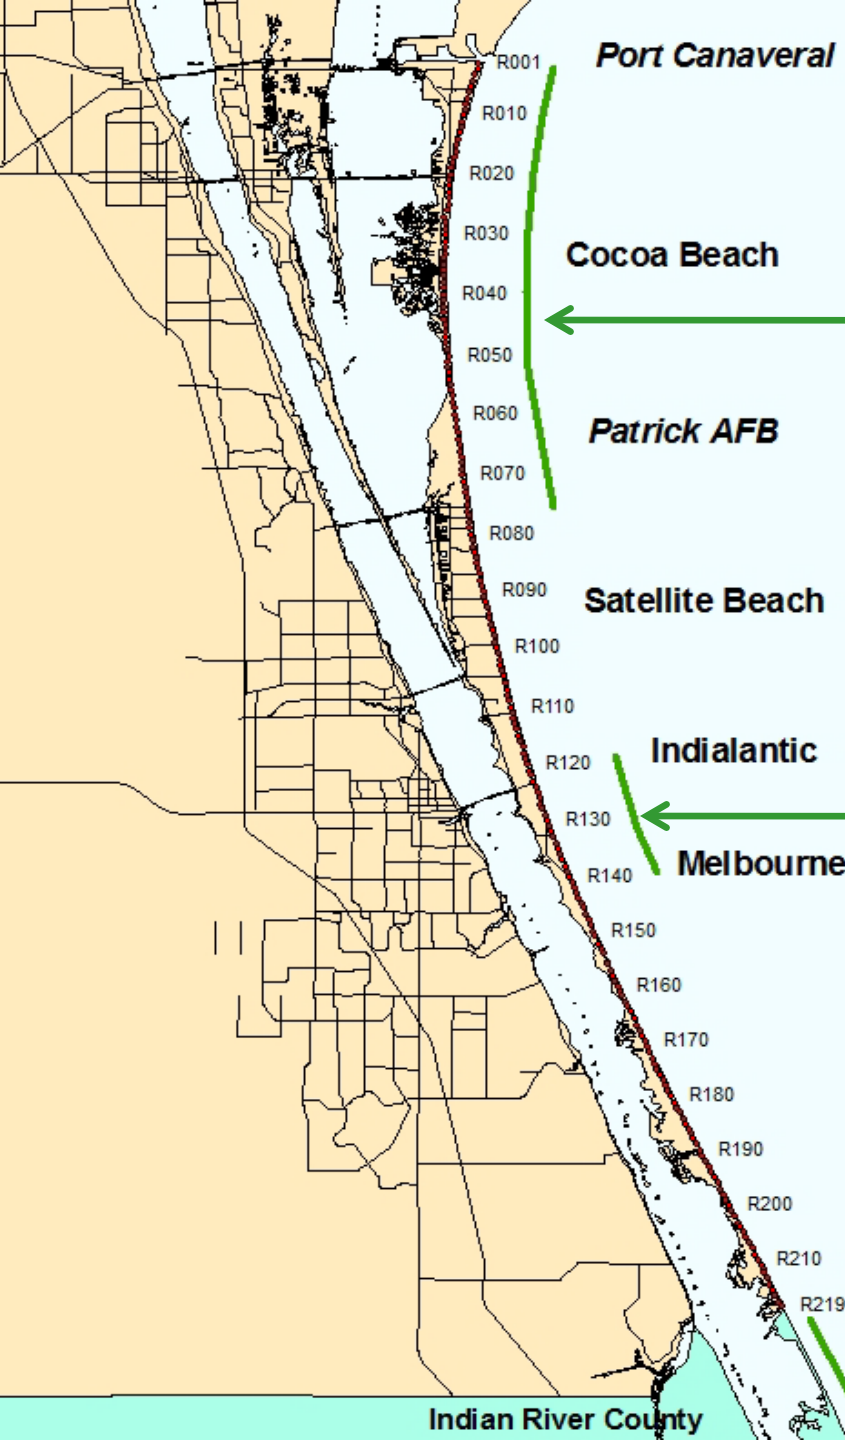 R001
Port Canaveral
R010
R020
R030
Cocoa Beach
R040
R050
R060
Patrick AFB
R070
R080
R090
Satellite Beach
R100
R110
Indialantic
R120
R130
Melbourne
R140
R150
R160
R170
R180
R190
R200
R210
R219
Indian River County